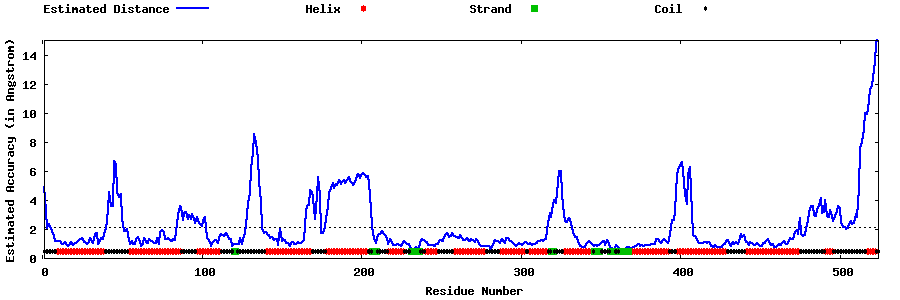 Estimated Distance Helix Strand Coil
Estimated Accuracy (in Angstrom)
14
12
10
8
6
4
2
0
0 100 200 300 400 500
Residue Number